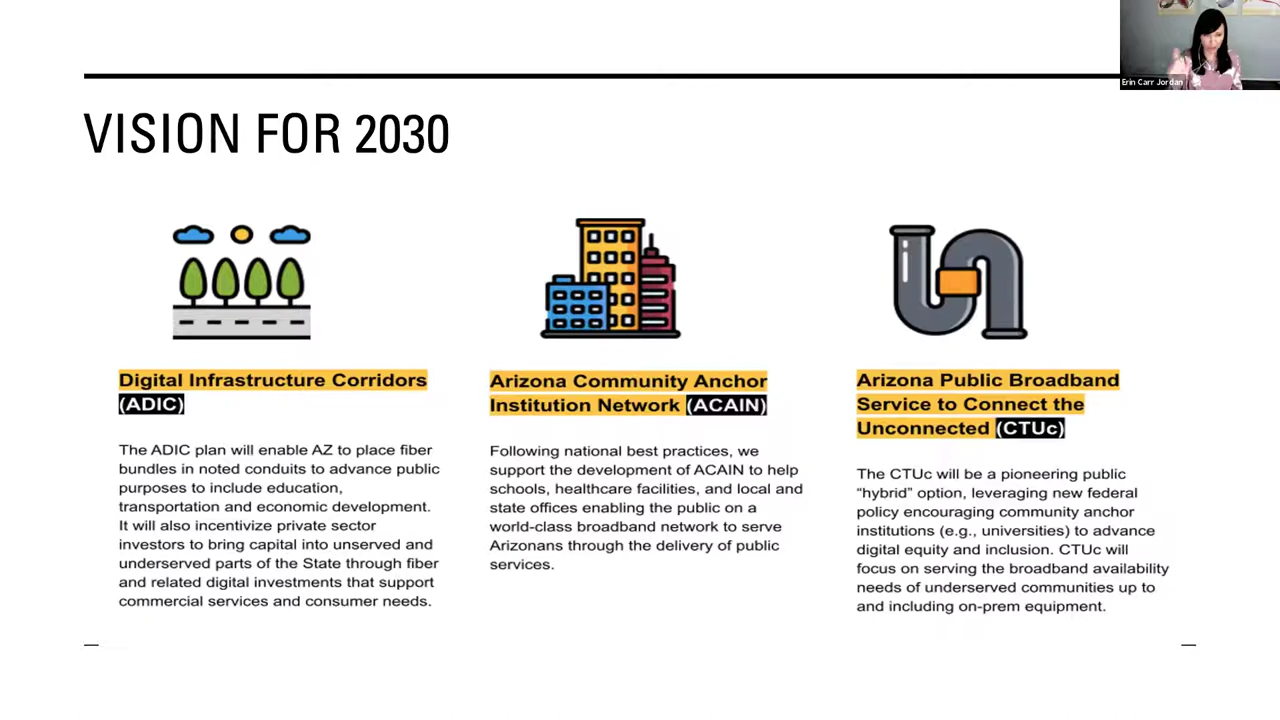 Erin Carr Jordan
VISION FOR 2030
Digital Infrastructure Corridors
(ADIC)
The ADIC plan will enable AZ to place fiber
bundles in noted conduits to advance public
purposes to include education,
transportation and economic development.
It will also incentivize private sector
investors to bring capital into unserved and
underserved parts of the State through fiber
and related digital investments that support
commercial services and consumer needs.
Arizona Community Anchor
Institution Network (ACAIN)
Following national best practices, we
support the development of ACAIN to help
schools, healthcare facilities, and local and
state offices enabling the public on a
world-class broadband network to serve
Arizonans through the delivery of public
services.
Arizona Public Broadband
Service to Connect the
Unconnected (CTUc)
The CTUc will be a pioneering public
“hybrid” option, leveraging new federal
policy encouraging community anchor
institutions (e.g., universities) to advance
digital equity and inclusion. CTUc will
focus on serving the broadband availability
needs of underserved communities up to
and including on-prem equipment.